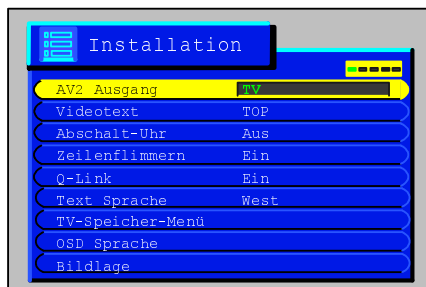 Installation
AV2 Ausgang TV
Videotext TOP
Abschalt-Uhr Aus
Zeilenflimmern Ein
Q-Link Ein
Text Sprache West
TV-Speicher-Menü
OSD Sprache
Bildlage